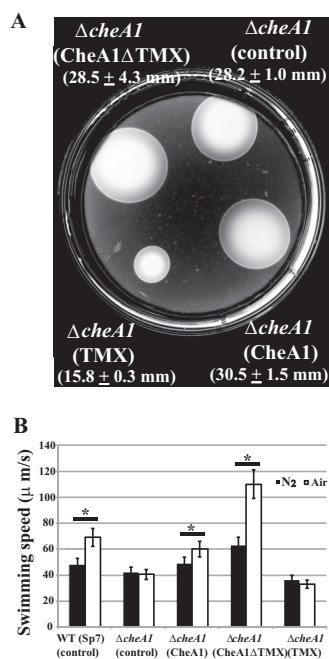 A
ΔcheA1
(CheA1ΔTMX)
(28.5 ± 4.3 mm)
ΔcheA1
(control)
(28.2 ± 1.0 mm)
ΔcheA1
(TMX)
(15.8 ± 0.3 mm)
ΔcheA1
(CheA1)
(30.5 ± 1.5 mm)
B
Swimming speed (μ m/s)
140
120
100
80
60
40
20
0
*
*
*
N2 Air
WT (Sp7)
(control)
ΔcheA1
(control)
ΔcheA1
(CheA1)
ΔcheA1
(CheA1ΔTMX)
ΔcheA1
(TMX)